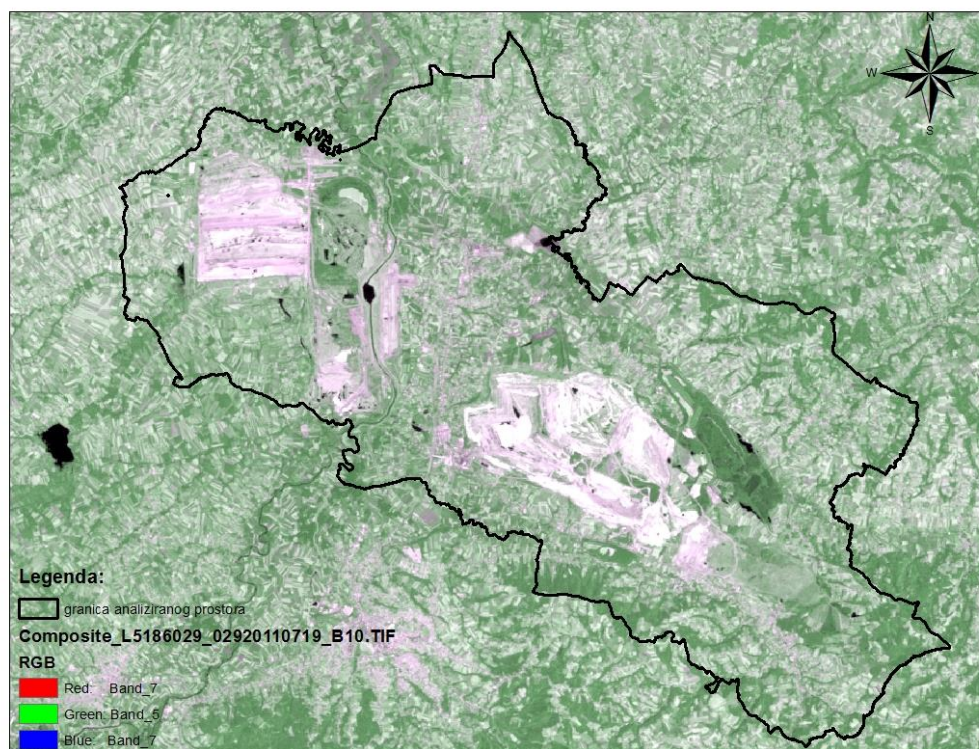 N
W
S
Legenda:
granica analiziranog prostora
Composite_L5186029_02920110719_B10.TIF
RGB
Red: Band_7
Green: Band_5
Blue: Band_7